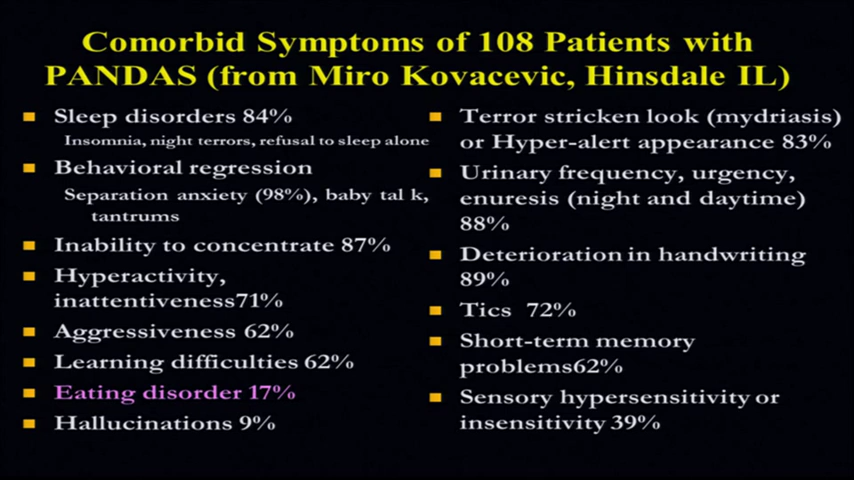 Comorbid Symptoms of 108 Patients with
PANDAS (from Miro Kovacevic, Hinsdale IL)
Sleep disorders 84%
Insomnia, night terrors, refusal to sleep alone
Behavioral regression
Separation anxiety (98%), baby tal k,
tantrums
Inability to concentrate 87%
Hyperactivity,
inattentiveness71%
Aggressiveness 62%
Learning difficulties 62%
Eating disorder 17%
Hallucinations 9%
Terror stricken look (mydriasis)
or Hyper-alert appearance 83%
Urinary frequency, urgency,
enuresis (night and daytime)
88%
Deterioration in handwriting
89%
Tics 72%
Short-term memory
problems62%
Sensory hypersensitivity or
insensitivity 39%